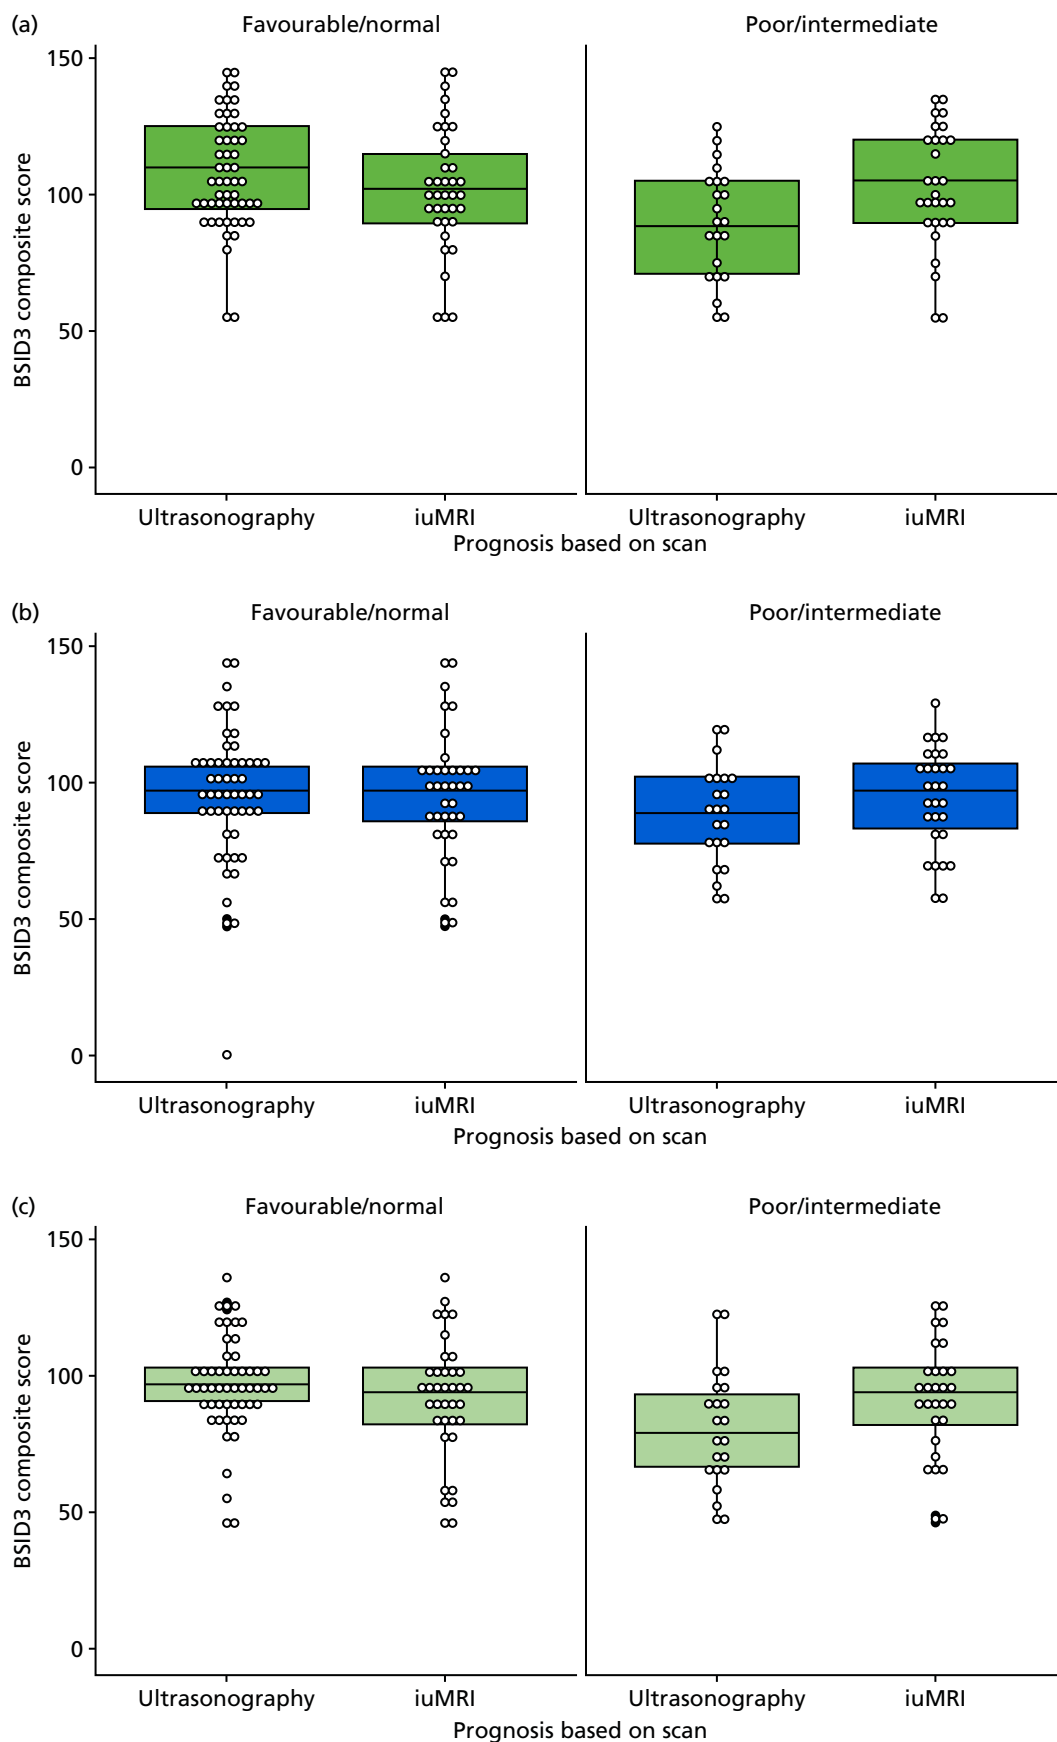 (a)
Favourable/normal
Poor/intermediate
150
100
50
0
BSID3 composite score
Ultrasonography
iuMRI
Ultrasonography
iuMRI
Prognosis based on scan
(b)
Favourable/normal
Poor/intermediate
150
100
50
0
BSID3 composite score
Ultrasonography
iuMRI
Ultrasonography
iuMRI
Prognosis based on scan
(c)
Favourable/normal
Poor/intermediate
150
100
50
0
BSID3 composite score
Ultrasonography
iuMRI
Ultrasonography
iuMRI
Prognosis based on scan